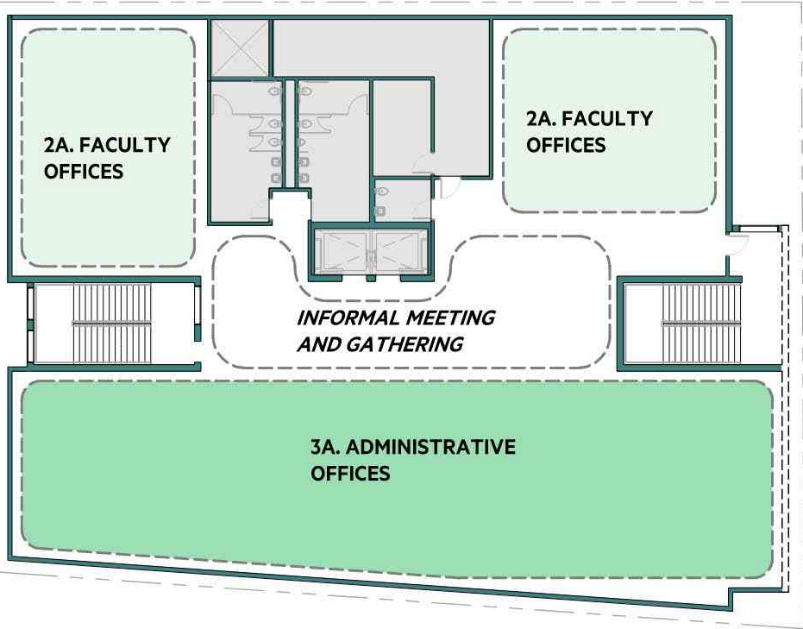 2A. FACULTY
OFFICES
2A. FACULTY
OFFICES
INFORMAL MEETING
AND GATHERING
3A. ADMINISTRATIVE
OFFICES